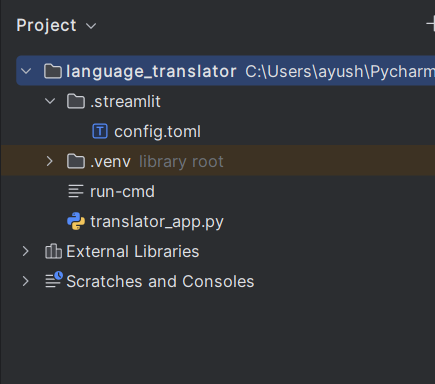 Project
language_translator C:\Users\ayush\Pycharm
.streamlit
T config.toml
.venv library root
run-cmd
translator_app.py
External Libraries
Scratches and Consoles